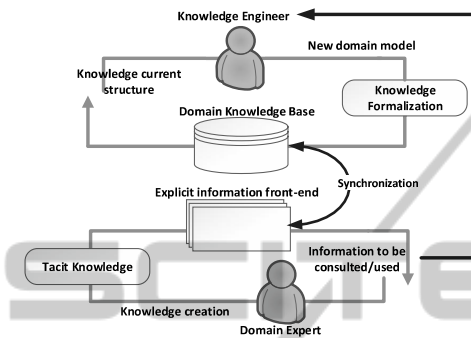 Knowledge Engineer
New domain model
Knowledge current
structure
Knowledge
Formalization
Domain Knowledge Base
Synchronization
Explicit information front-end
Information to be
consulted/used
Tacit Knowledge
Knowledge creation
Domain Expert
SCITE